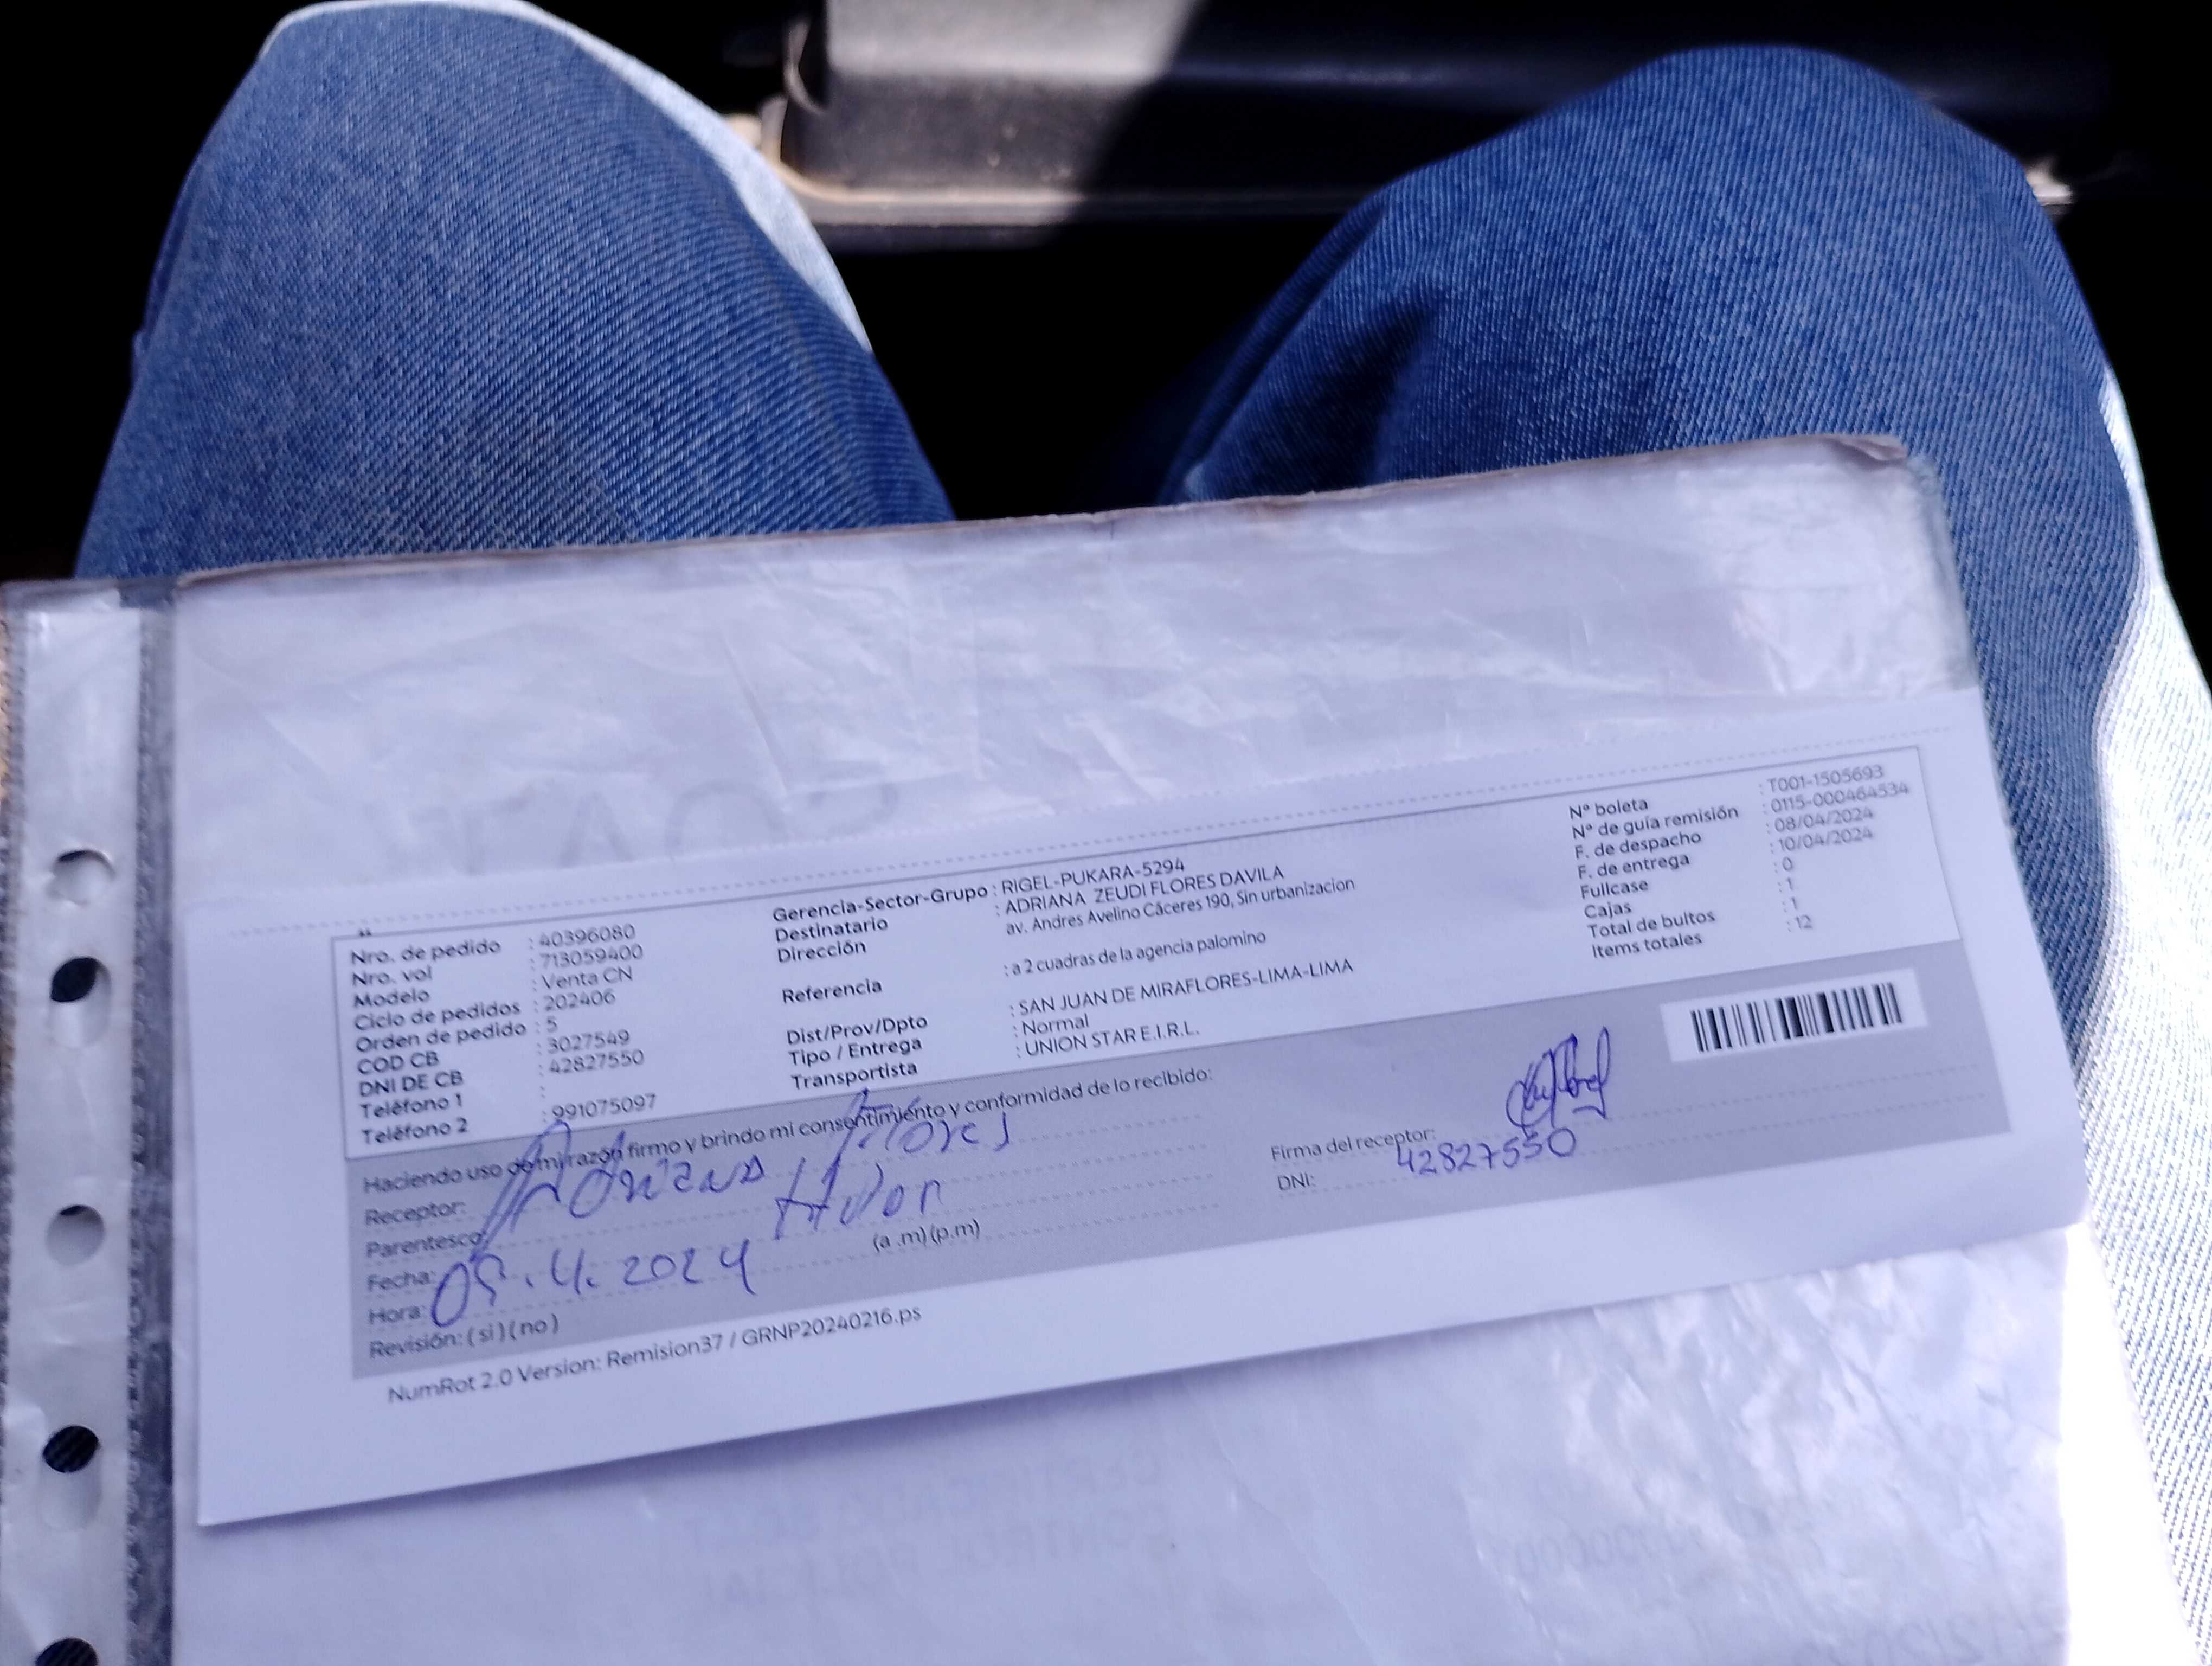 Nro. de pedido : 40396080
Nro. vol : 713059400
Modelo : Venta CN
Ciclo de pedidos : 202406
Orden de pedido : 5
COD CB : 3027549
DNI DE CB : 42827550
Teléfono 1 :
Teléfono 2 : 991075097
Gerencia-Sector-Grupo : RIGEL-PUKARA-5294
Destinatario : ADRIANA ZEUDI FLORES DAVILA
Dirección av. Andres Avelino Cáceres 190, Sin urbanizacion
Referencia : a 2 cuadras de la agencia palomino
Dist/Prov/Dpto : SAN JUAN DE MIRAFLORES-LIMA-LIMA
Tipo / Entrega : Normal
Transportista : UNION STAR E.I.R.L.
N° boleta : T001-1505693
N° de guía remisión : 0115-000464534
F. de despacho : 08/04/2024
F. de entrega : 10/04/2024
Fullcase : 0
Cajas : 1
Total de bultos : 1
Items totales : 12
Haciendo uso de mi razón firmo y brindo mi consentimiento y conformidad de lo recibido:
Receptor: Adriana Flores
Parentesco:
Fecha: 09.4.2024
Hora: (a .m) (p.m)
Revisión: ( si ) ( no )
Firma del receptor:
DNI: 42827550
NumRot 2.0 Version: Remision37 / GRNP20240216.ps